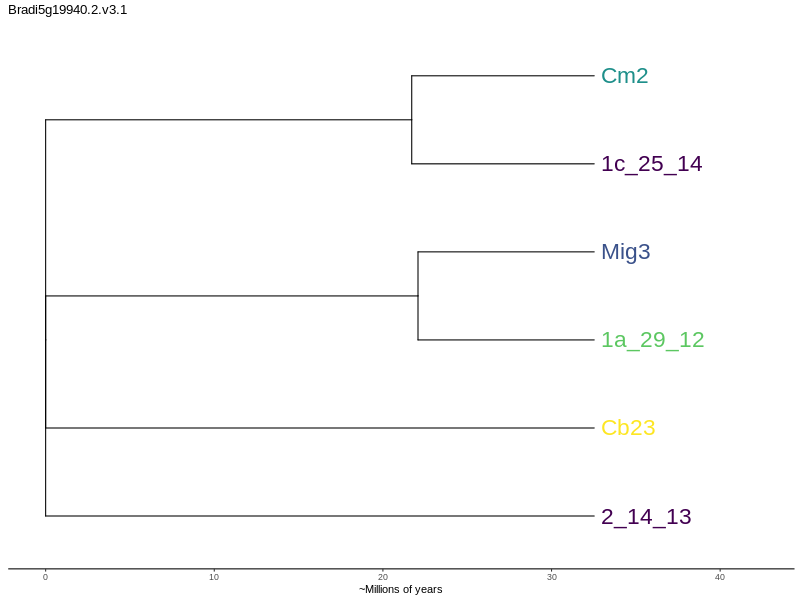 Bradi5g19940.2.v3.1
Cm2
1c_25_14
Mig3
1a_29_12
Cb23
2_14_13
0 10 20 30 40
~Millions of years